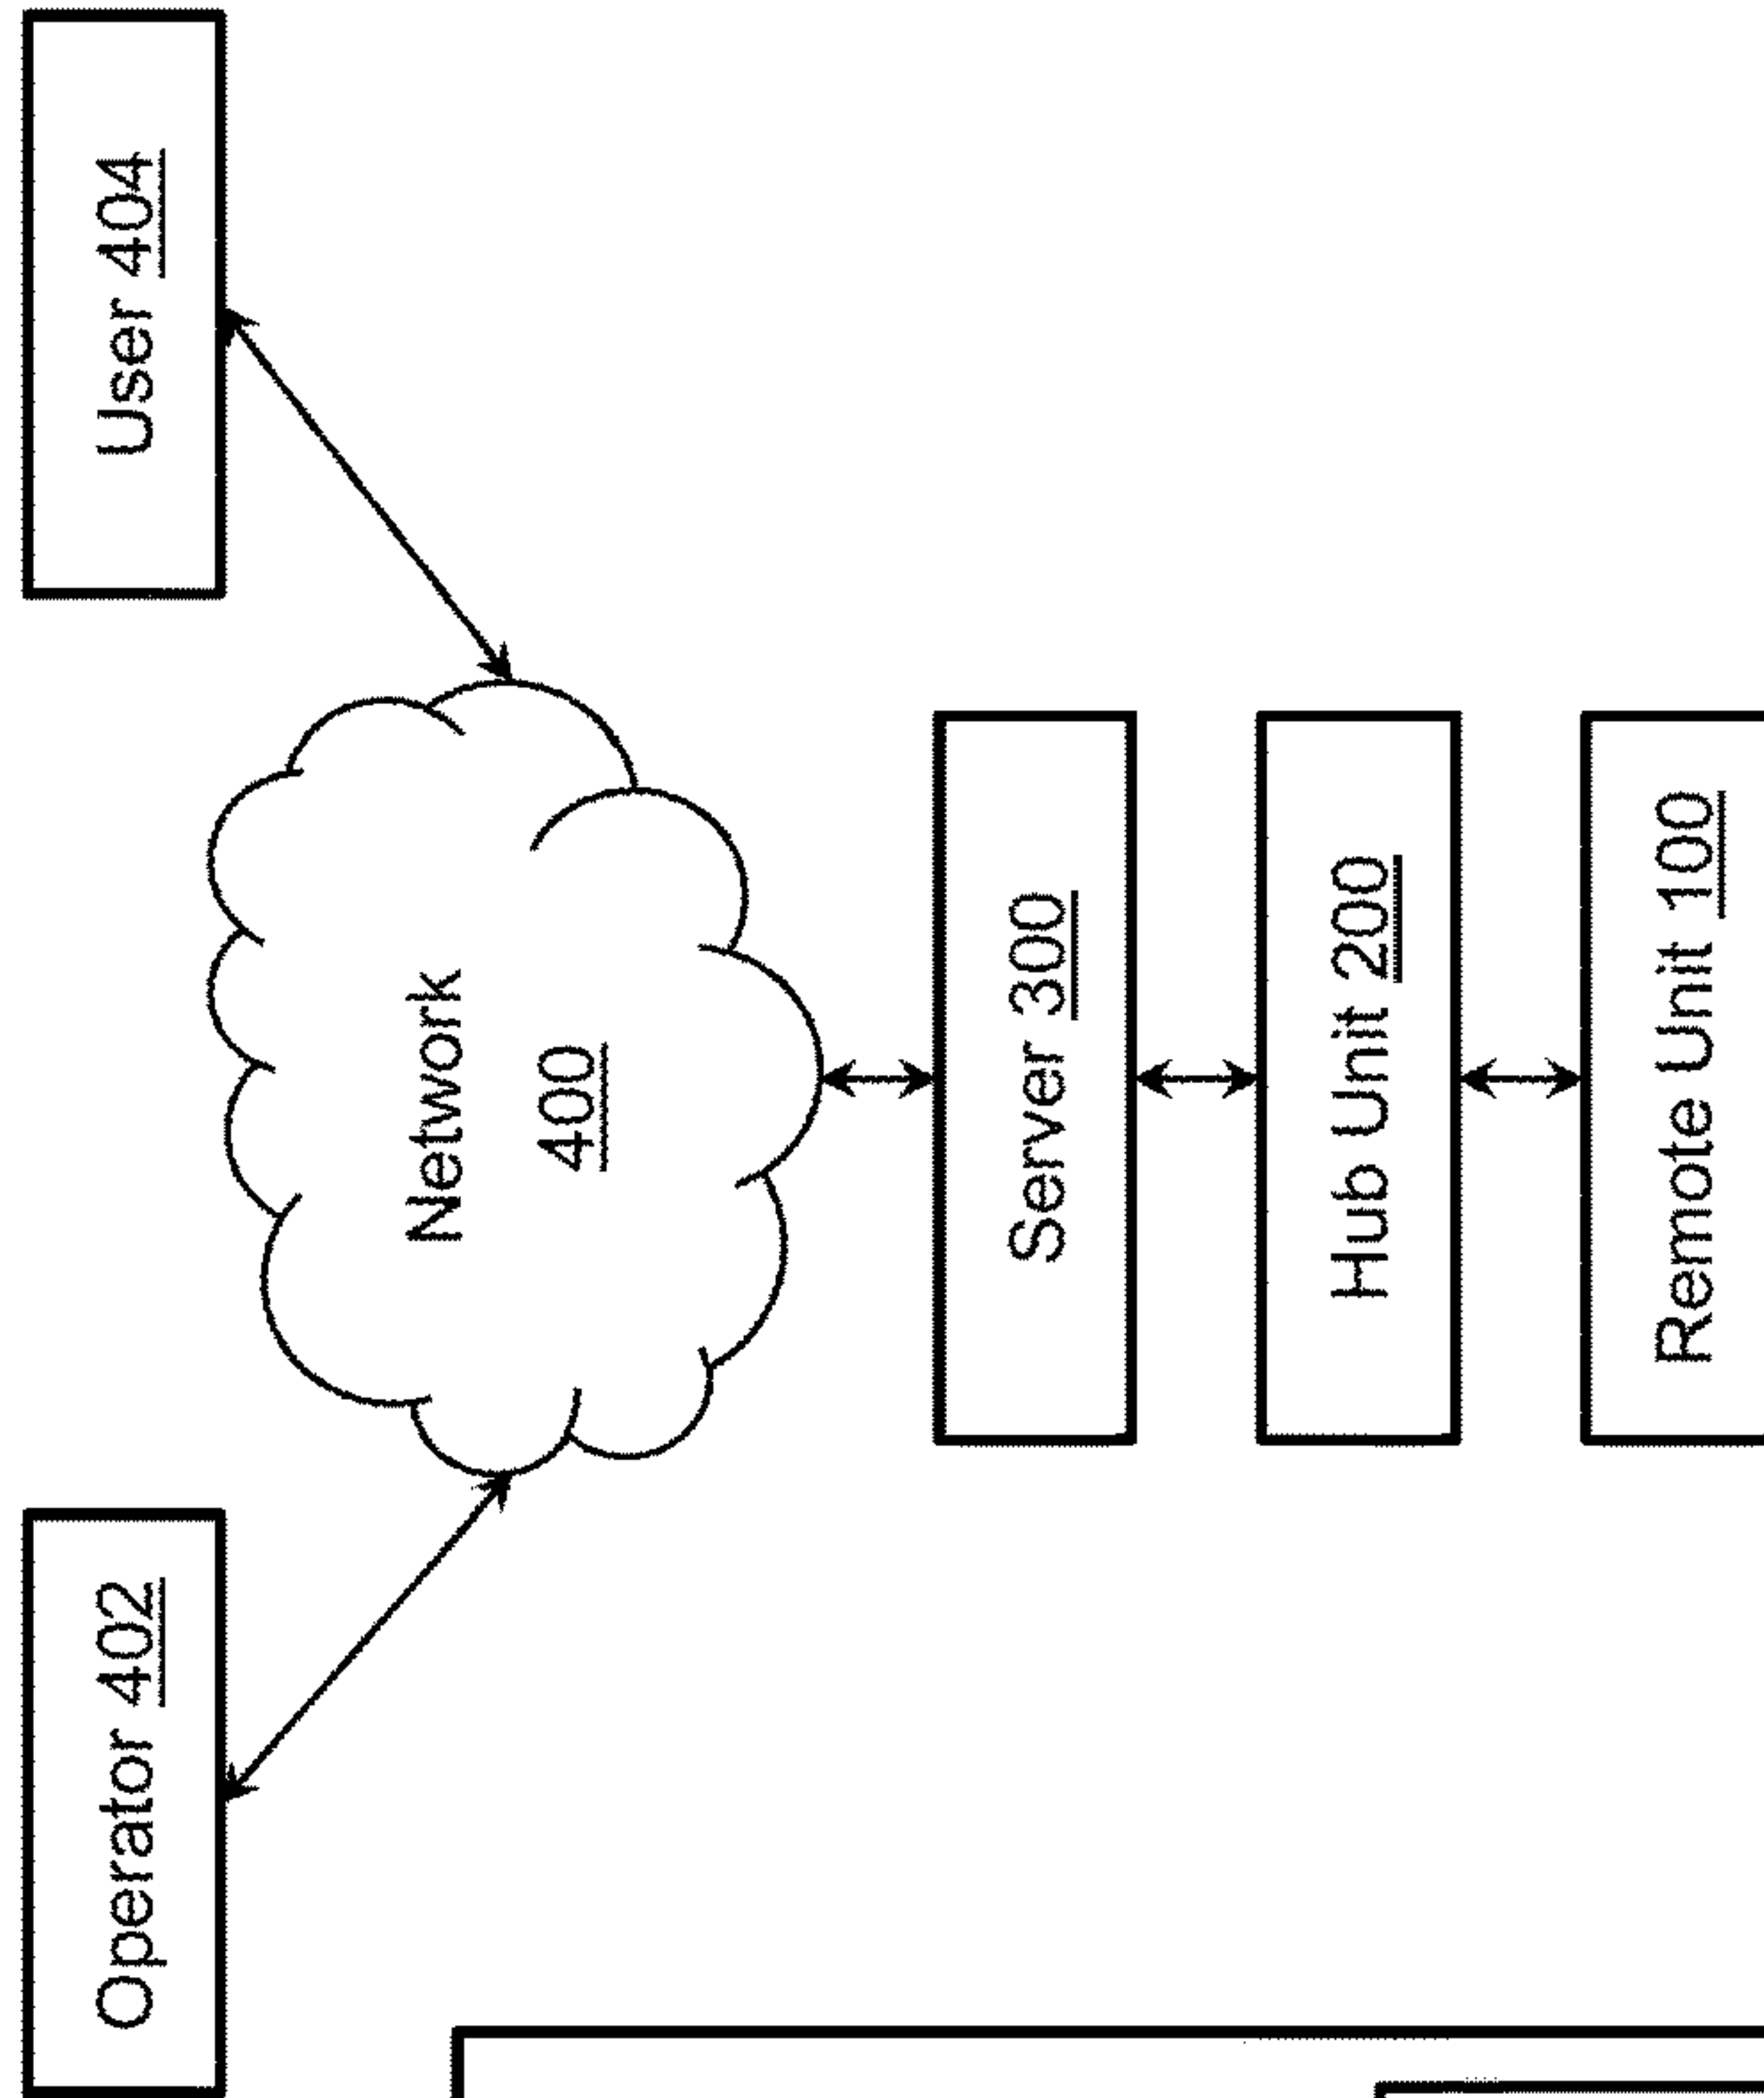 Operator 402
User 404
Network
400
Server 300
Hub Unit 200
Remote Unit 100